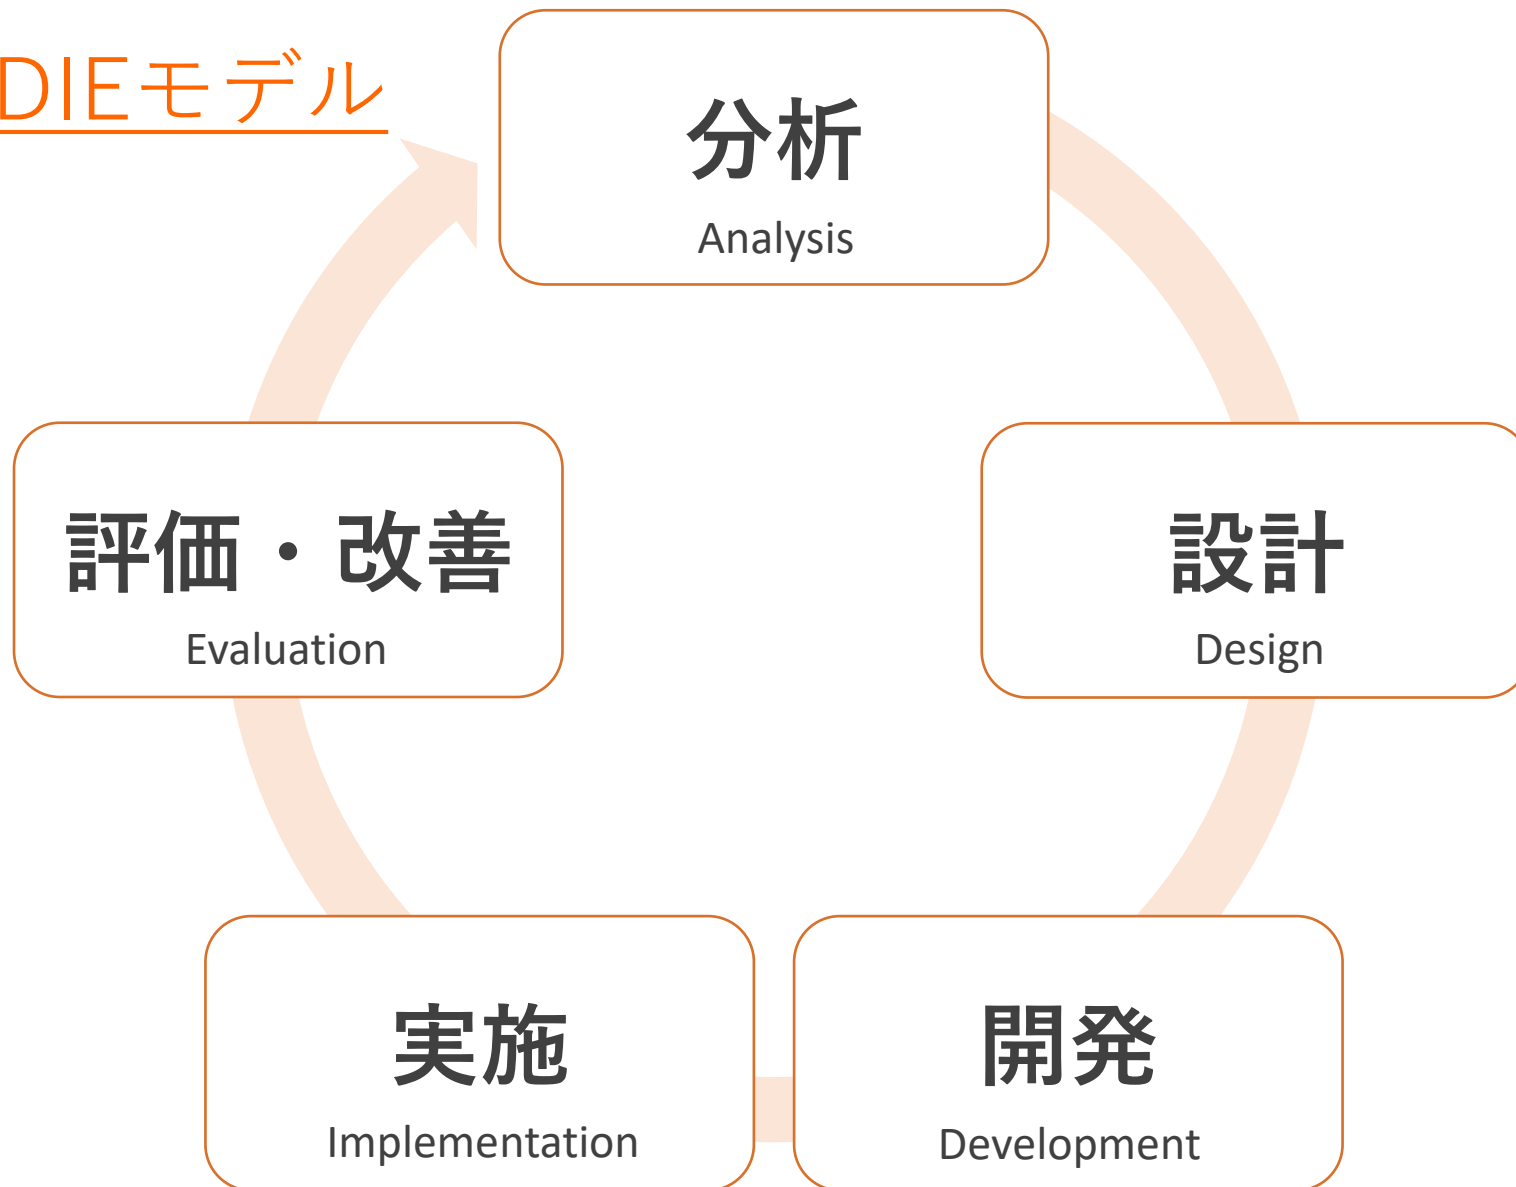 DIEモデル
分析
Analysis
設計
Design
開発
Development
実施
Implementation
評価・改善
Evaluation